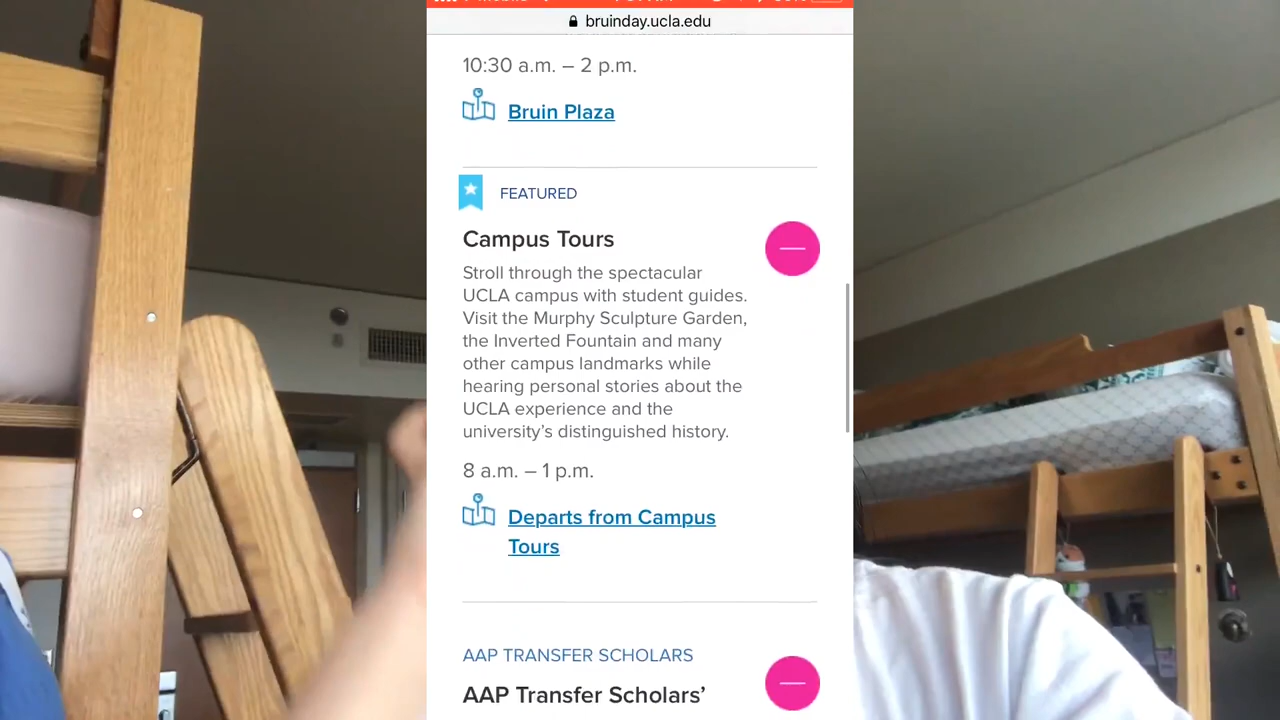 bruinday.ucla.edu
10:30 a.m. – 2 p.m.
Bruin Plaza
FEATURED
Campus Tours
Stroll through the spectacular
UCLA campus with student guides.
Visit the Murphy Sculpture Garden,
the Inverted Fountain and many
other campus landmarks while
hearing personal stories about the
UCLA experience and the
university’s distinguished history.
8 a.m. – 1 p.m.
Departs from Campus
Tours
AAP TRANSFER SCHOLARS
AAP Transfer Scholars’